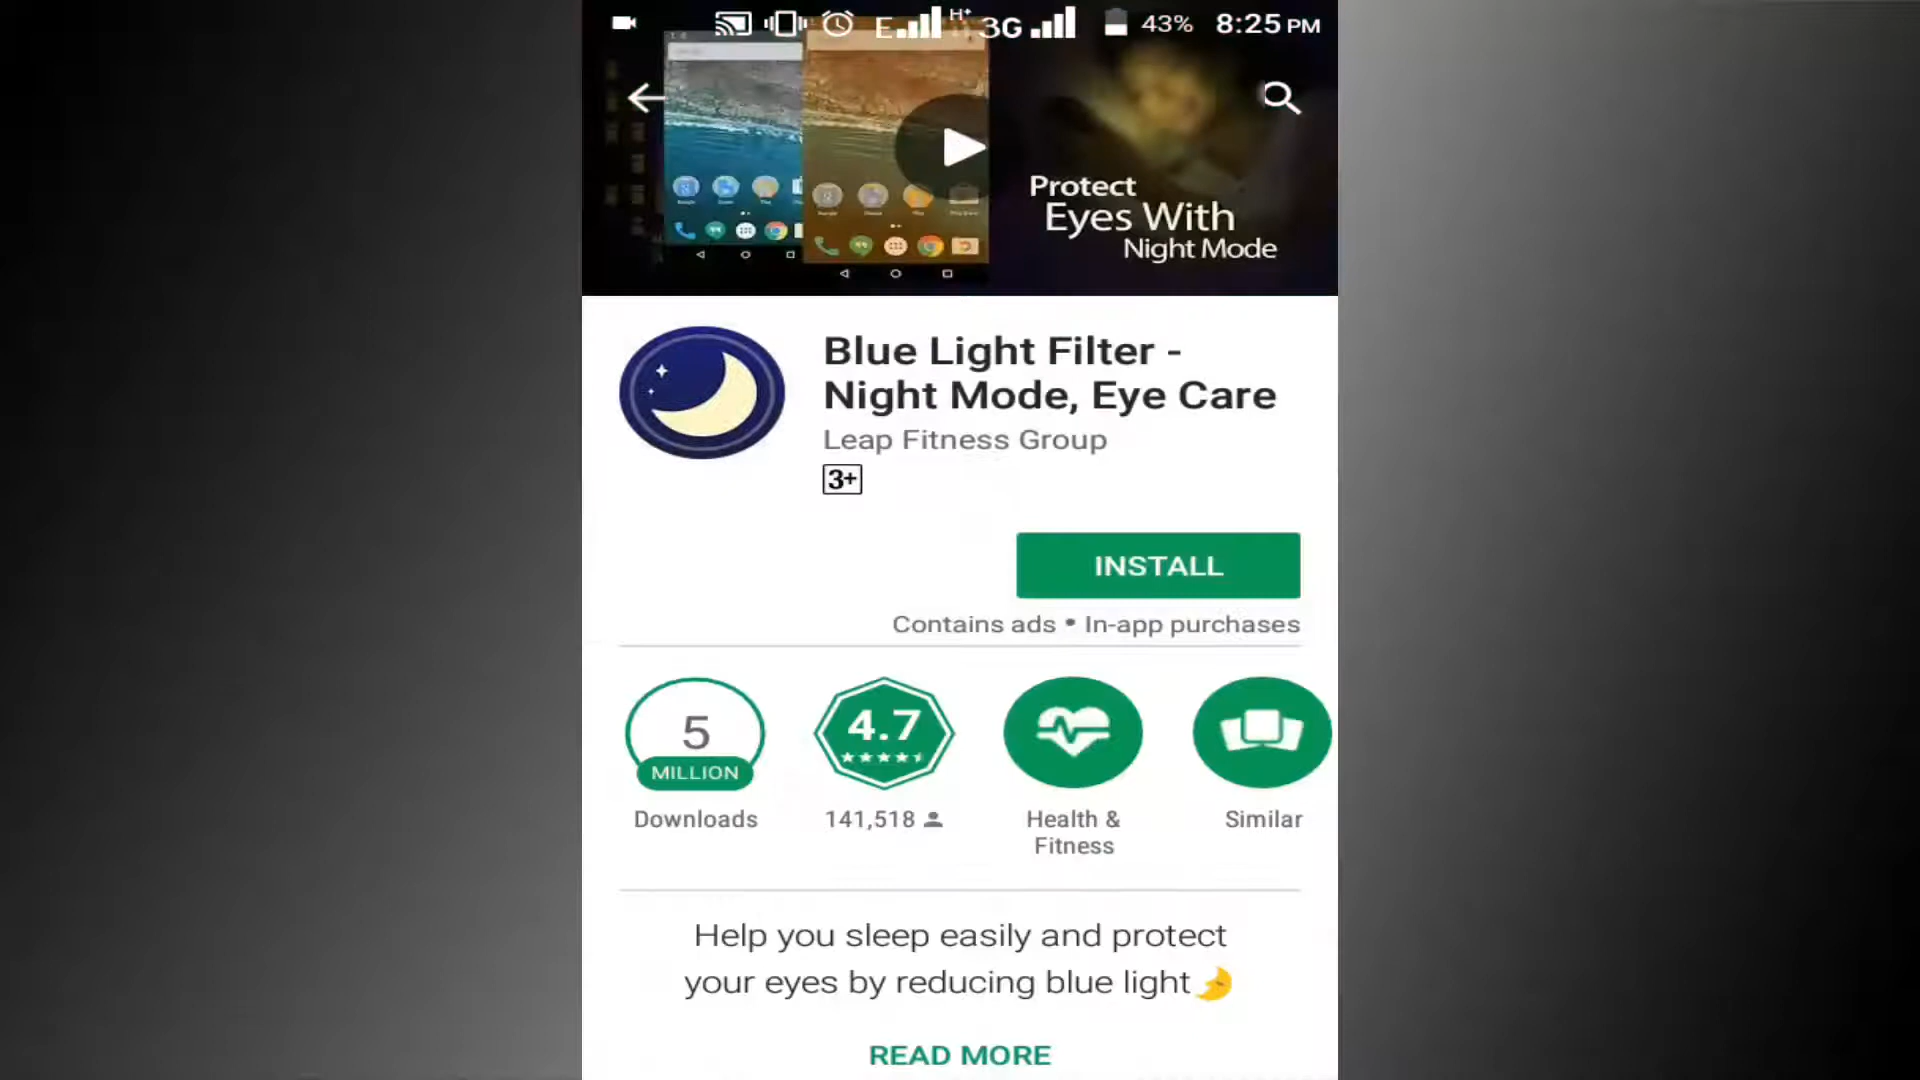 E H+ 3G 43% 8:25 PM
Protect
Eyes With
Night Mode
Blue Light Filter -
Night Mode, Eye Care
Leap Fitness Group
3+
INSTALL
Contains ads • In-app purchases
5
MILLION
Downloads
4.7
141,518
Health &
Fitness
Similar
Help you sleep easily and protect
your eyes by reducing blue light
READ MORE